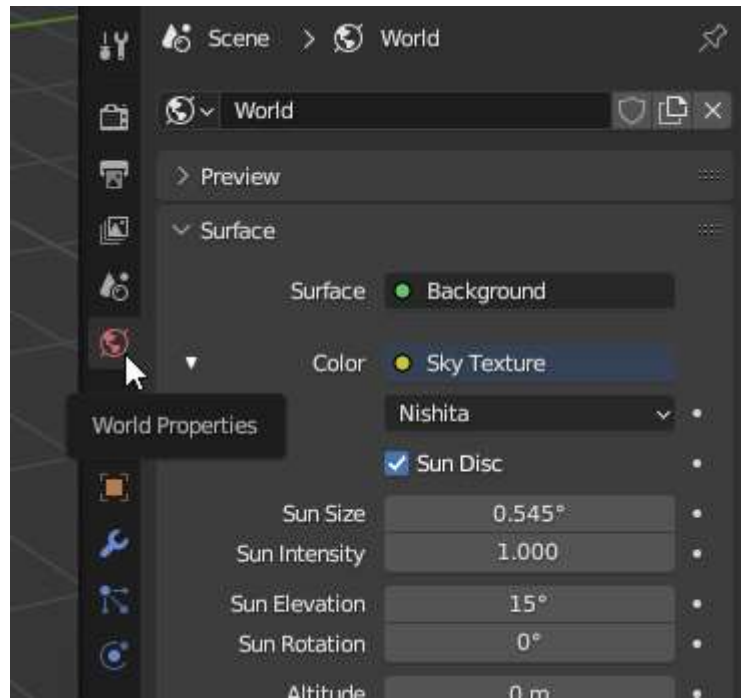 Scene > World
World
Preview
Surface
Surface Background
Color Sky Texture
World Properties
Nishita
Sun Disc
Sun Size 0.545°
Sun Intensity 1.000
Sun Elevation 15°
Sun Rotation 0°
Altitude 0 m